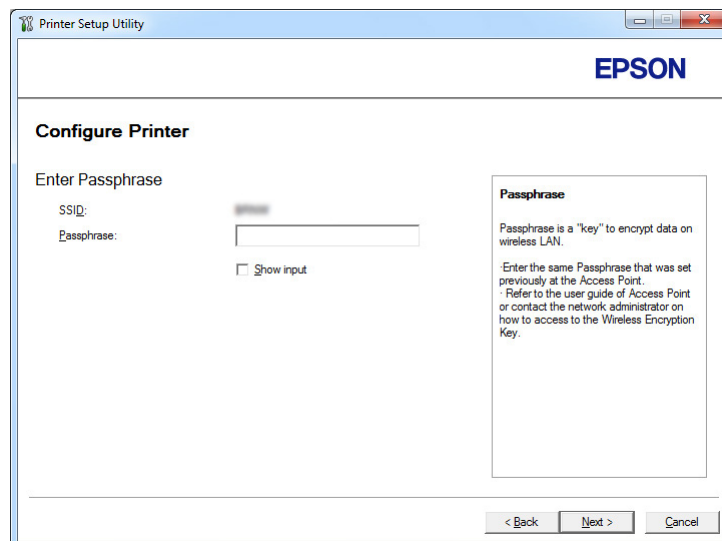 Printer Setup Utility
EPSON
Configure Printer
Enter Passphrase
SSID:
Passphrase:
Show input
Passphrase
Passphrase is a "key" to encrypt data on
wireless LAN.
·Enter the same Passphrase that was set
previously at the Access Point.
· Refer to the user guide of Access Point
or contact the network administrator on
how to access to the Wireless Encryption
Key.
< Back
Next >
Cancel